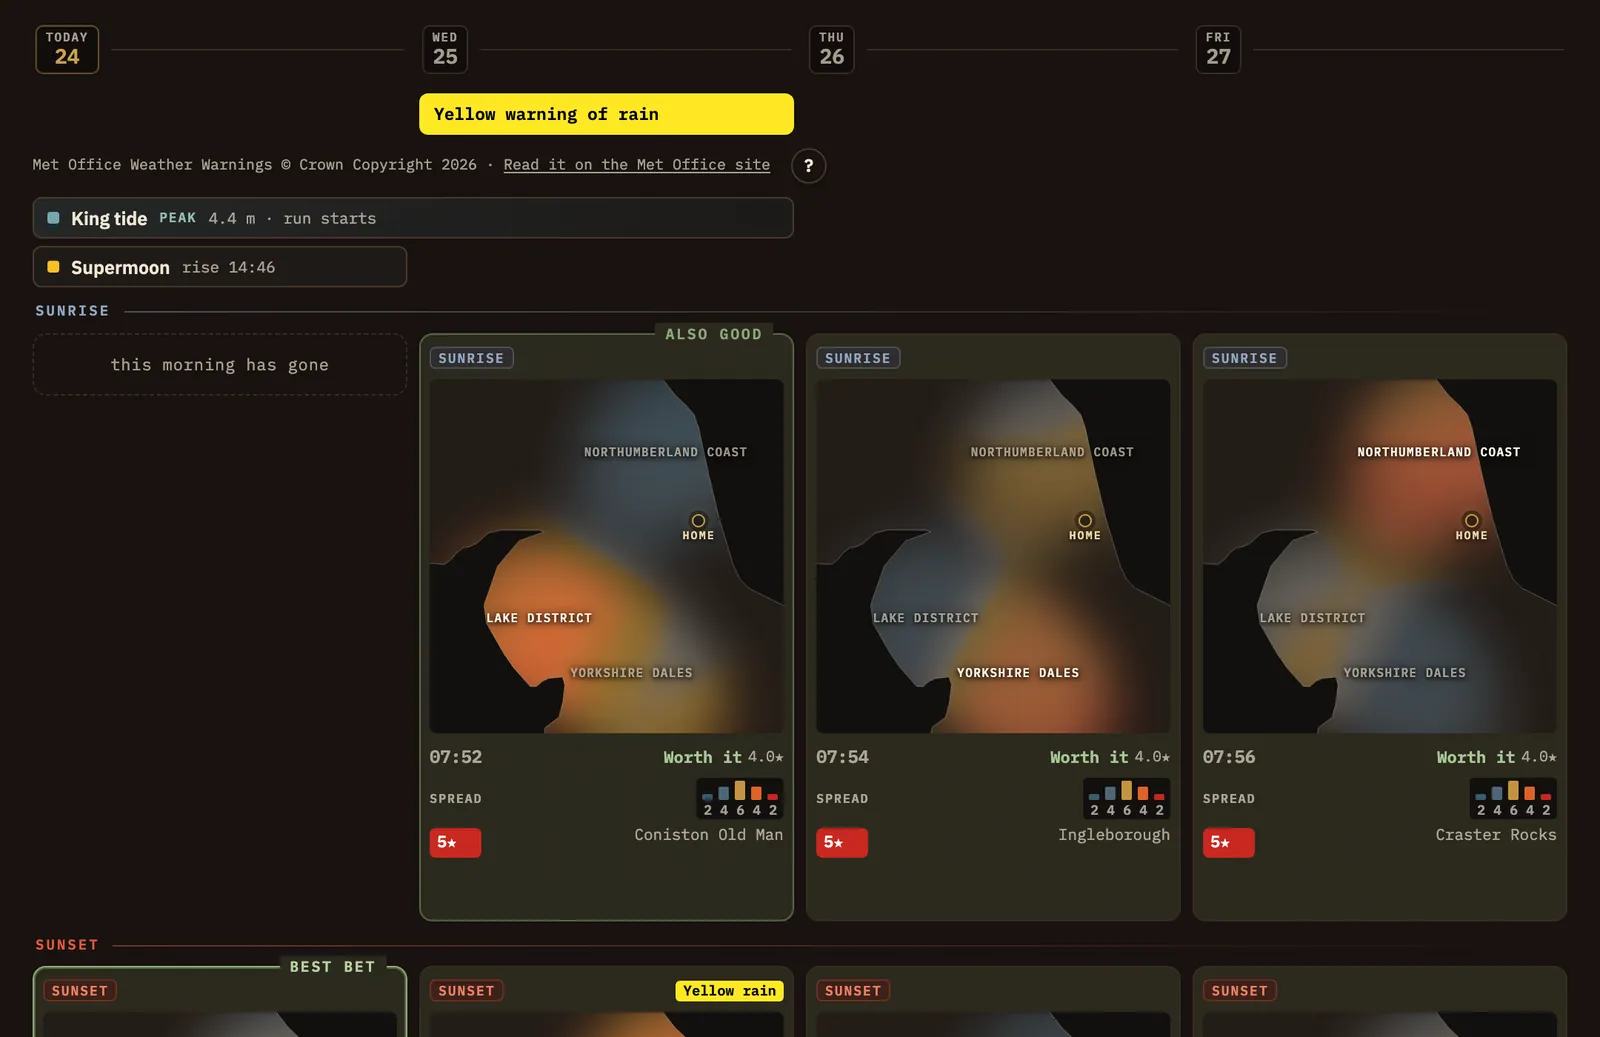 TODAY
24
WED
25
THU
26
FRI
27
Yellow warning of rain
Met Office Weather Warnings © Crown Copyright 2026 · Read it on the Met Office site ?
King tide PEAK 4.4 m · run starts
Supermoon rise 14:46
SUNRISE
this morning has gone
ALSO GOOD
SUNRISE
NORTHUMBERLAND COAST
HOME
LAKE DISTRICT
YORKSHIRE DALES
07:52 Worth it 4.0★
SPREAD
2 4 6 4 2
5★ Coniston Old Man
SUNRISE
NORTHUMBERLAND COAST
HOME
LAKE DISTRICT
YORKSHIRE DALES
07:54 Worth it 4.0★
SPREAD
2 4 6 4 2
5★ Ingleborough
SUNRISE
NORTHUMBERLAND COAST
HOME
LAKE DISTRICT
YORKSHIRE DALES
07:56 Worth it 4.0★
SPREAD
2 4 6 4 2
5★ Craster Rocks
SUNSET
BEST BET
SUNSET
SUNSET Yellow rain
SUNSET
SUNSET